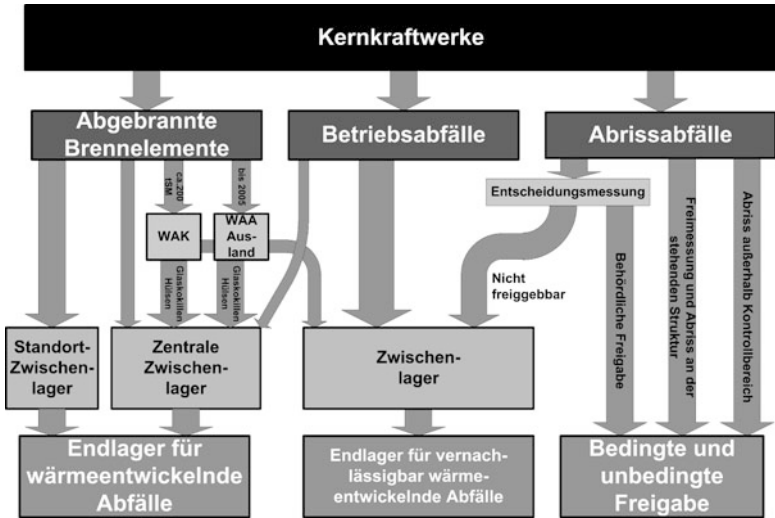 Kernkraftwerke
Abgebrannte
Brennelemente
Betriebsabfälle
Abrissabfälle
ca.200
tSM
bis 2005
Entscheidungsmessung
WAK
WAA
Aus-
land
Glaskokillen
Hülsen
Glaskokillen
Hülsen
Nicht
freiggebbar
Behördliche Freigabe
Freimessung und Abriss an der
stehenden Struktur
Abriss außerhalb Kontrollbereich
Standort-
Zwischen-
lager
Zentrale
Zwischen-
lager
Zwischen-
lager
Endlager für
wärmeentwickelnde
Abfälle
Endlager für vernach-
lässigbar wärme-
entwickelnde Abfälle
Bedingte und
unbedingte
Freigabe